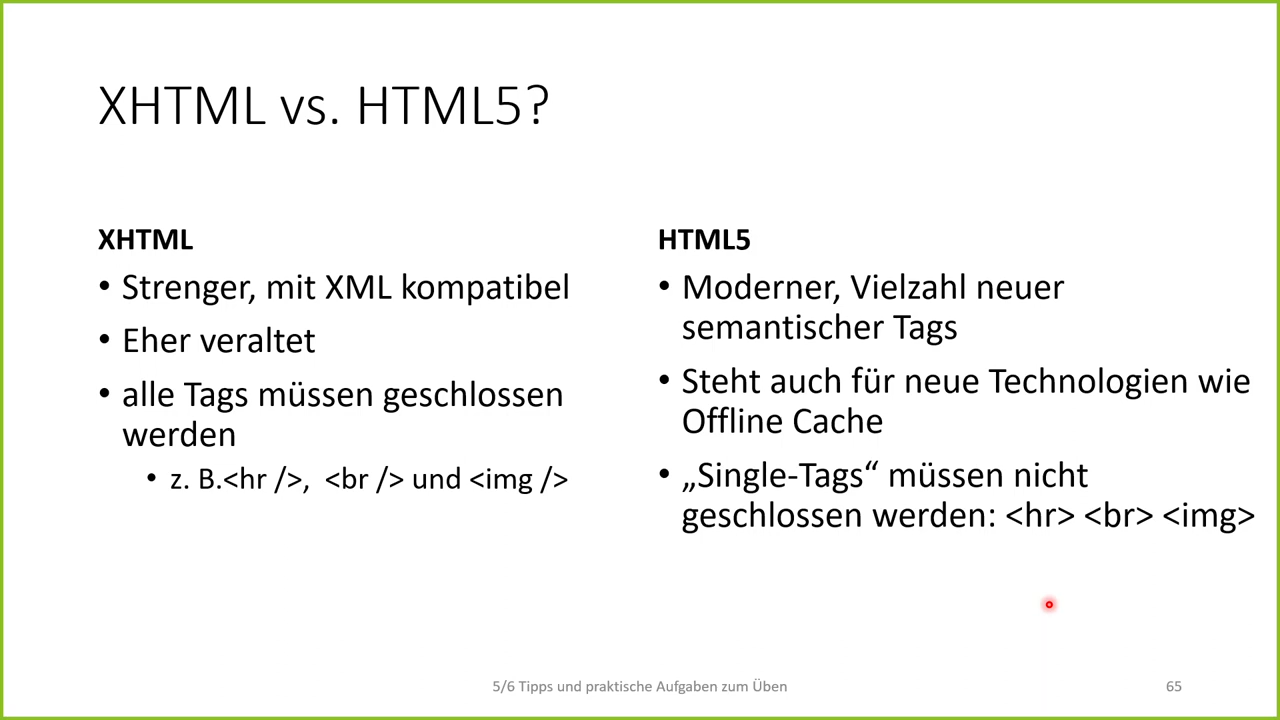 XHTML vs. HTML5?
XHTML
• Strenger, mit XML kompatibel
• Eher veraltet
• alle Tags müssen geschlossen
werden
• z. B.<hr />,  <br /> und <img />
HTML5
• Moderner, Vielzahl neuer
semantischer Tags
• Steht auch für neue Technologien wie
Offline Cache
• „Single-Tags“ müssen nicht
geschlossen werden: <hr> <br> <img>
5/6 Tipps und praktische Aufgaben zum Üben
65